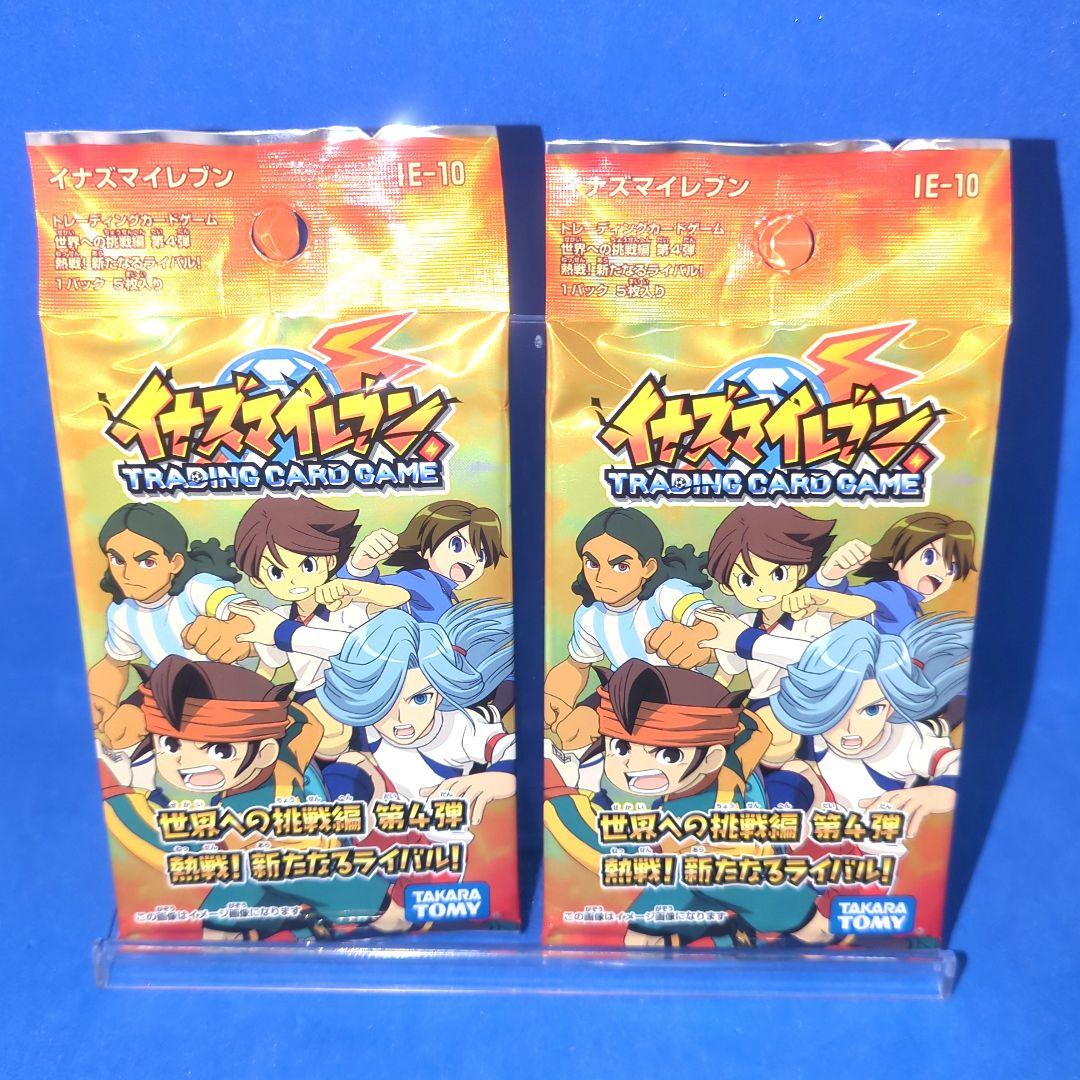 イナズマイレブン IE-10
トレーディングカードゲーム
世界への挑戦編 第4弾
熱戦! 新たなるライバル!
1パック 5枚入り
イナズマイレブン
TRADING CARD GAME
世界への挑戦編 第4弾
熱戦! 新たなるライバル!
この画像はイメージ画像になります
TAKARA
TOMY
イナズマイレブン IE-10
トレーディングカードゲーム
世界への挑戦編 第4弾
熱戦! 新たなるライバル!
1パック 5枚入り
イナズマイレブン
TRADING CARD GAME
世界への挑戦編 第4弾
熱戦! 新たなるライバル!
この画像はイメージ画像になります
TAKARA
TOMY